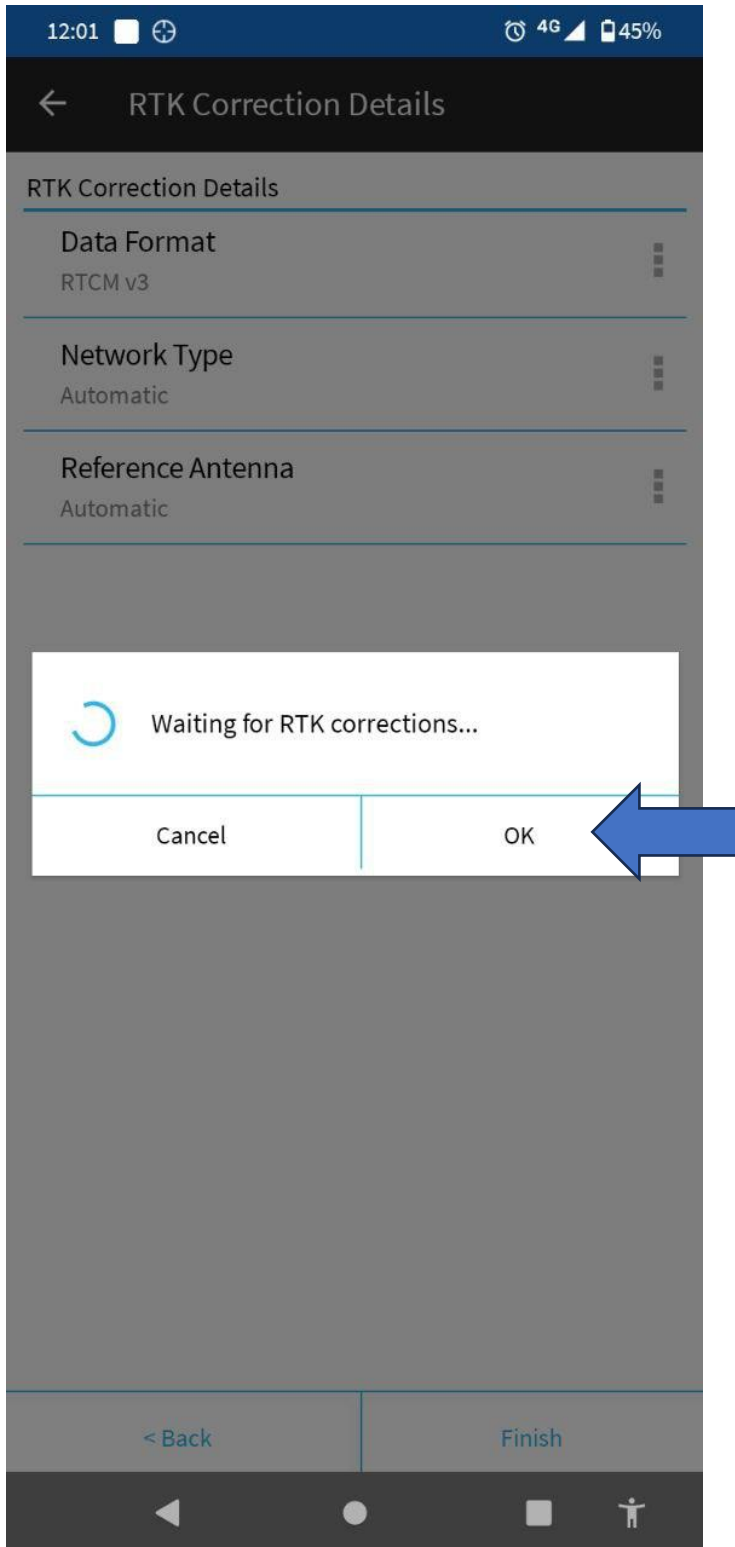 12:01 4G 45%
RTK Correction Details
RTK Correction Details
Data Format
RTCM v3
Network Type
Automatic
Reference Antenna
Automatic
Waiting for RTK corrections...
Cancel OK
< Back Finish